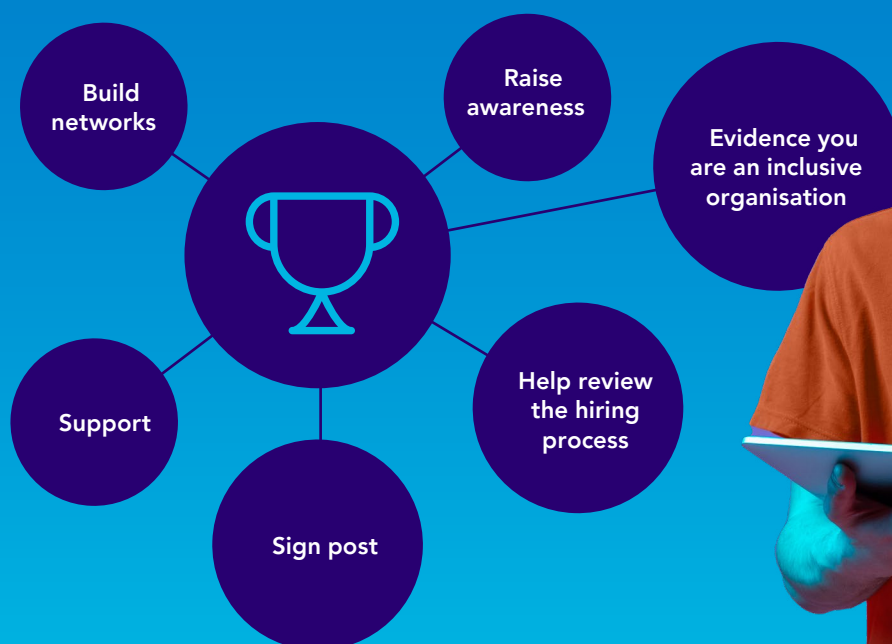 Build
networks
Raise
awareness
Evidence you
are an inclusive
organisation
Support
Help review
the hiring
process
Sign post